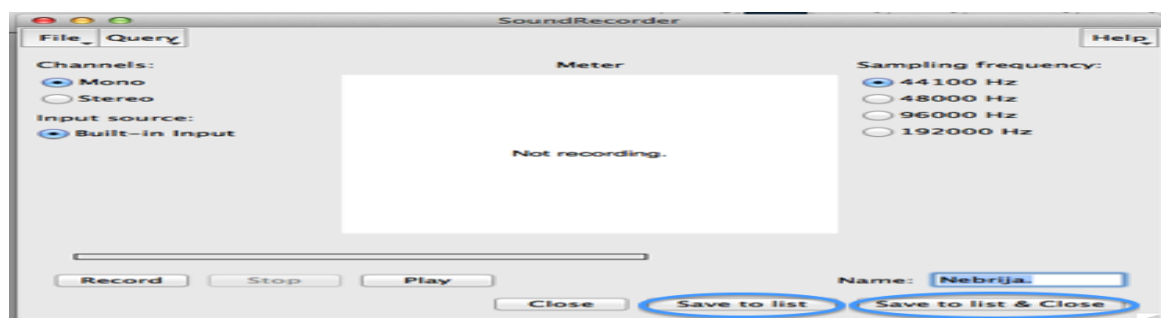 SoundRecorder
File Query Help
Channels: Meter Sampling frequency:
Mono 44100 Hz
Stereo 48000 Hz
Input source: 96000 Hz
Built-in Input 192000 Hz
Not recording.
Record Stop Play Name: Nebrija.
Close Save to list Save to list & Close